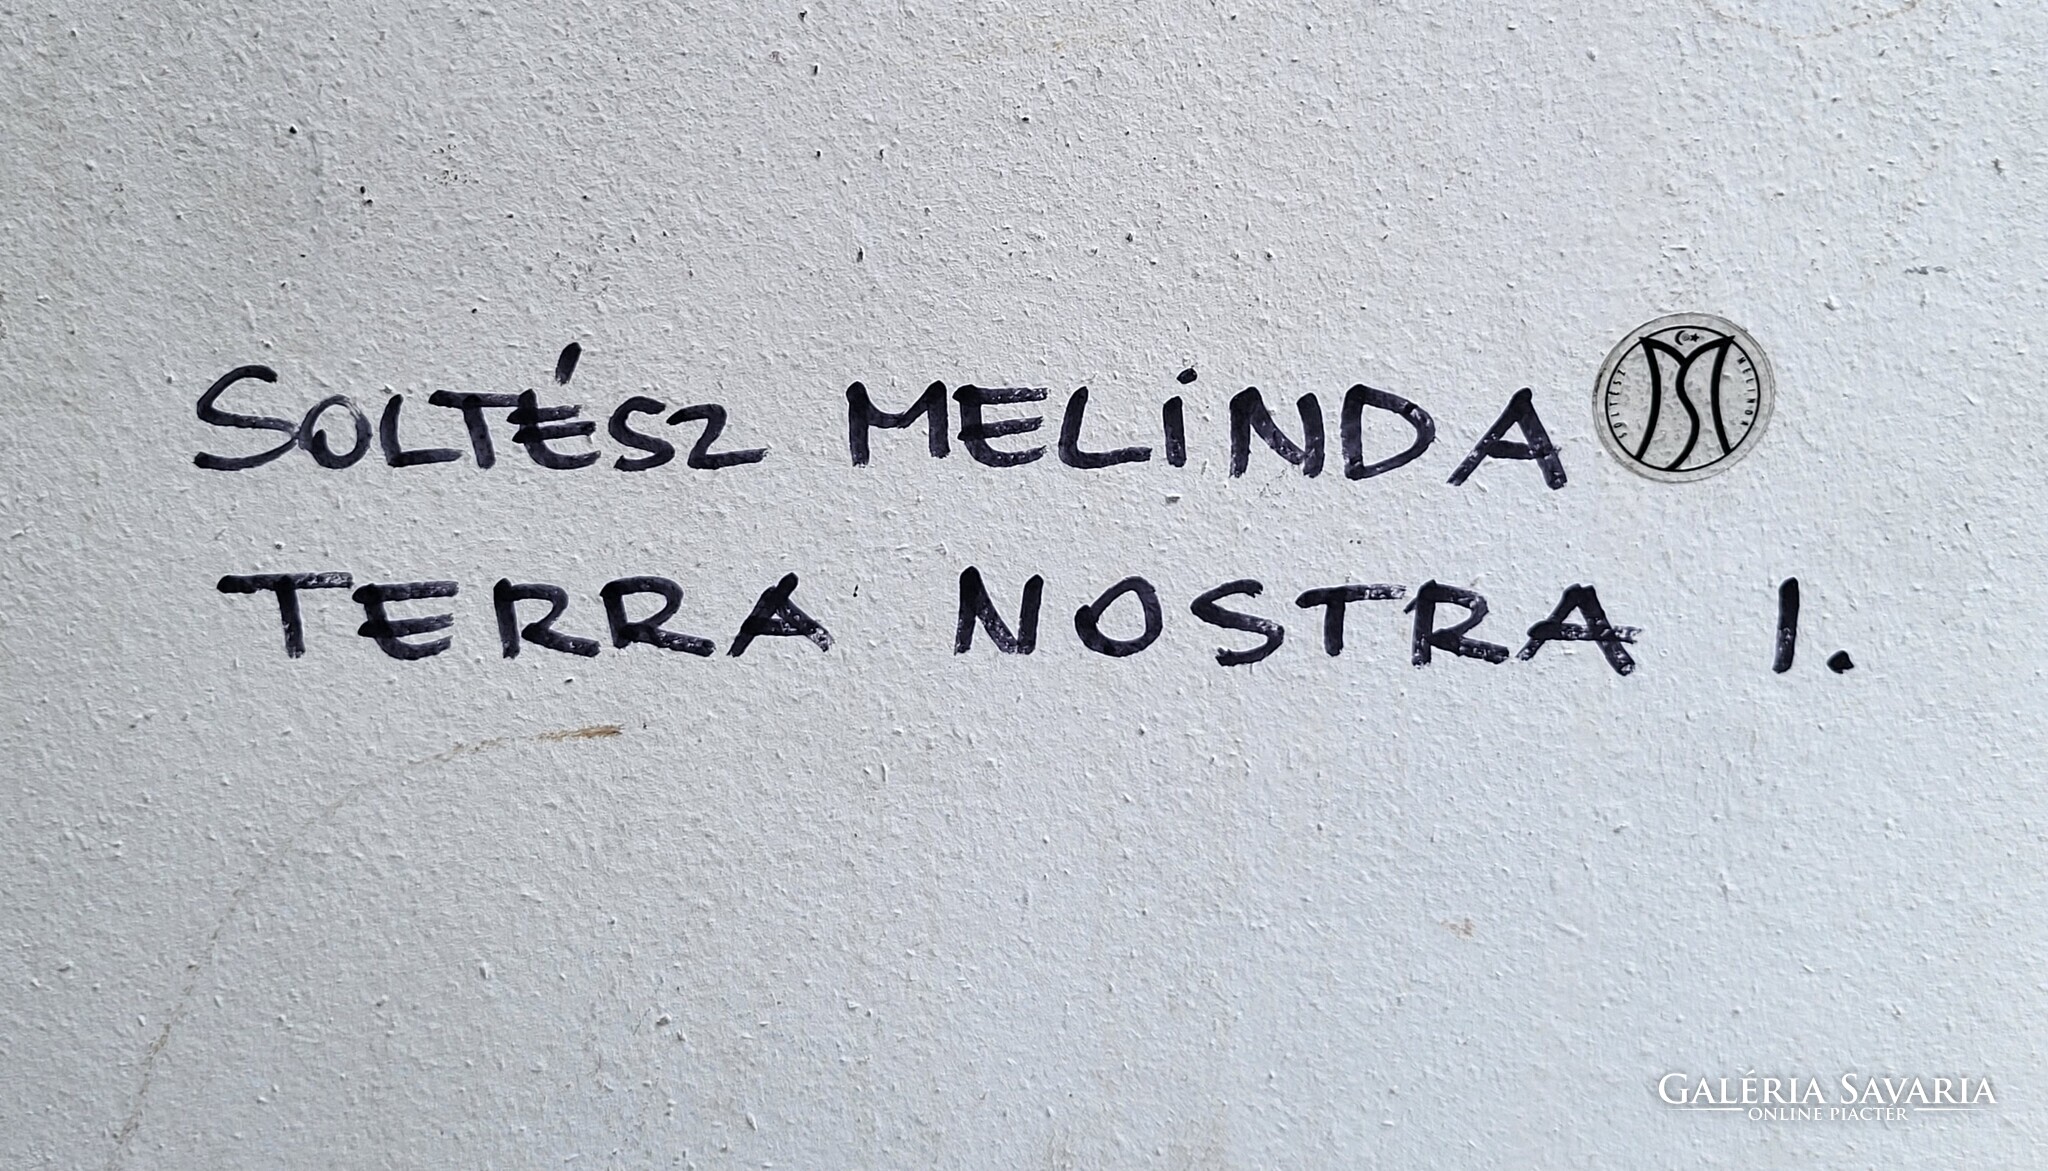 SOLTÉSZ MELINDA
SOLTÉSZ MELINDA
TERRA NOSTRA I.
GALÉRIA SAVARIA
ONLINE PIACTÉR